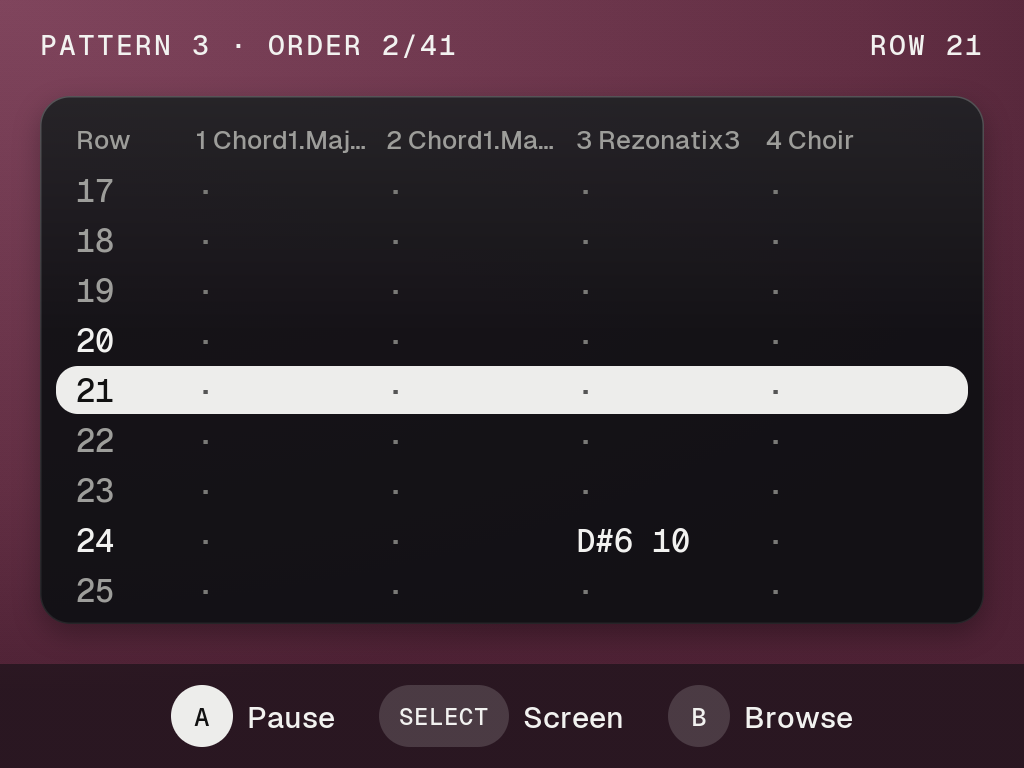 PATTERN 3 · ORDER 2/41
ROW 21
Row 1 Chord1.Maj… 2 Chord1.Ma… 3 Rezonatix3 4 Choir
17 · · · ·
18 · · · ·
19 · · · ·
20 · · · ·
21 · · · ·
22 · · · ·
23 · · · ·
24 · · D#6 10 ·
25 · · · ·
A Pause SELECT Screen B Browse